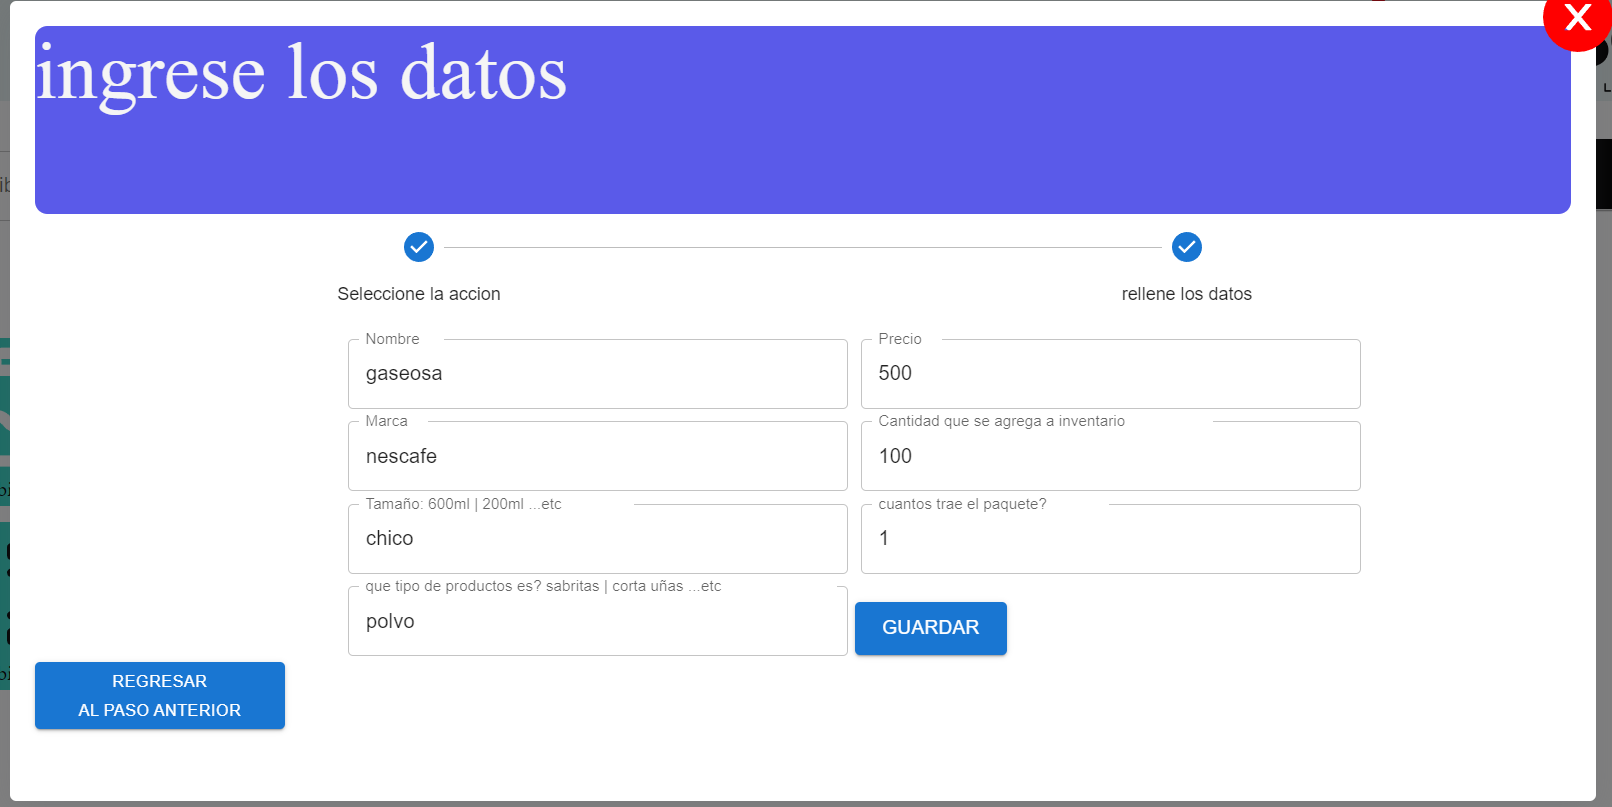 X
ingrese los datos
Seleccione la accion
rellene los datos
Nombre
gaseosa
Precio
500
Marca
nescafe
Cantidad que se agrega a inventario
100
Tamaño: 600ml | 200ml ...etc
chico
cuantos trae el paquete?
1
que tipo de productos es? sabritas | corta uñas ...etc
polvo
GUARDAR
REGRESAR
AL PASO ANTERIOR